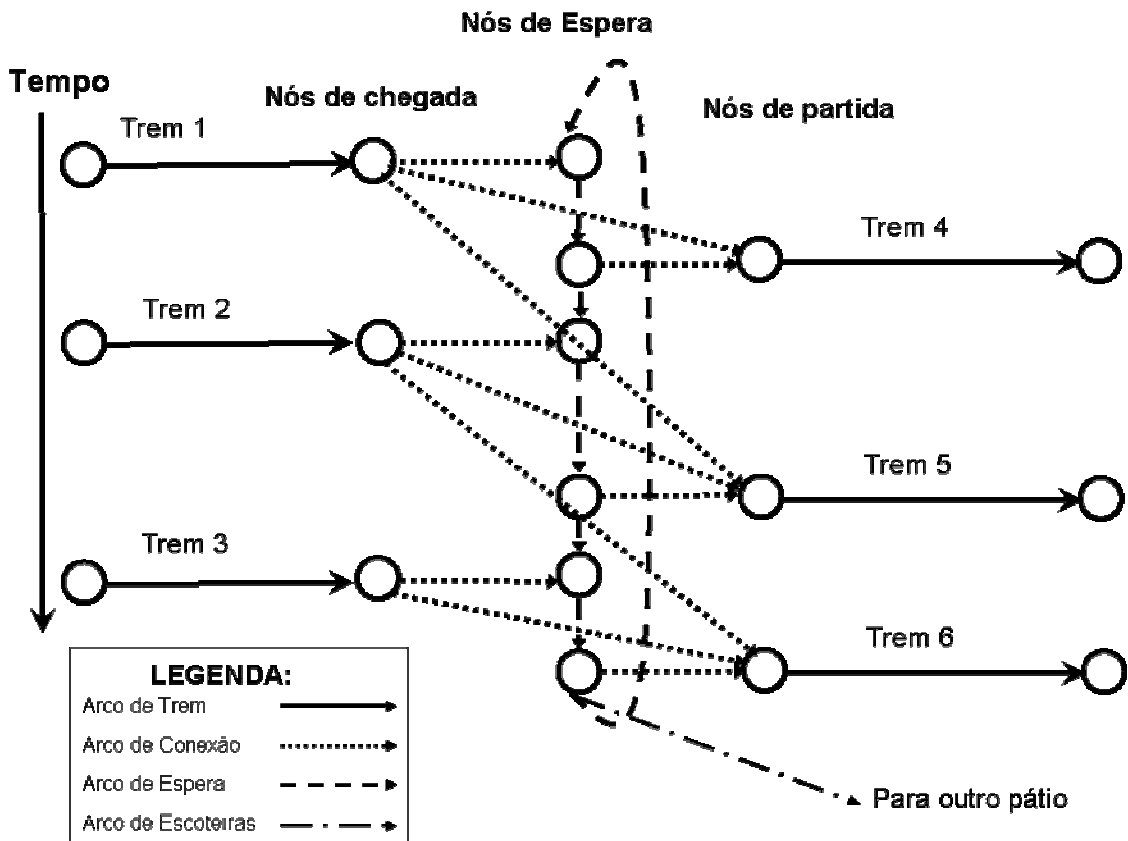 Nós de Espera
Tempo
Nós de chegada
Nós de partida
Trem 1
Trem 4
Trem 2
Trem 5
Trem 3
Trem 6
LEGENDA:
Arco de Trem
Arco de Conexão
Arco de Espera
Arco de Escoteiras
Para outro pátio